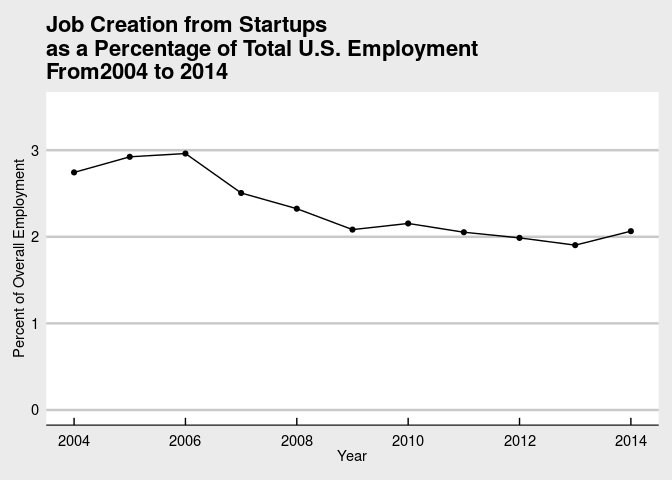 Job Creation from Startups
as a Percentage of Total U.S. Employment
From2004 to 2014
Percent of Overall Employment
3
2
1
0
2004 2006 2008 2010 2012 2014
Year